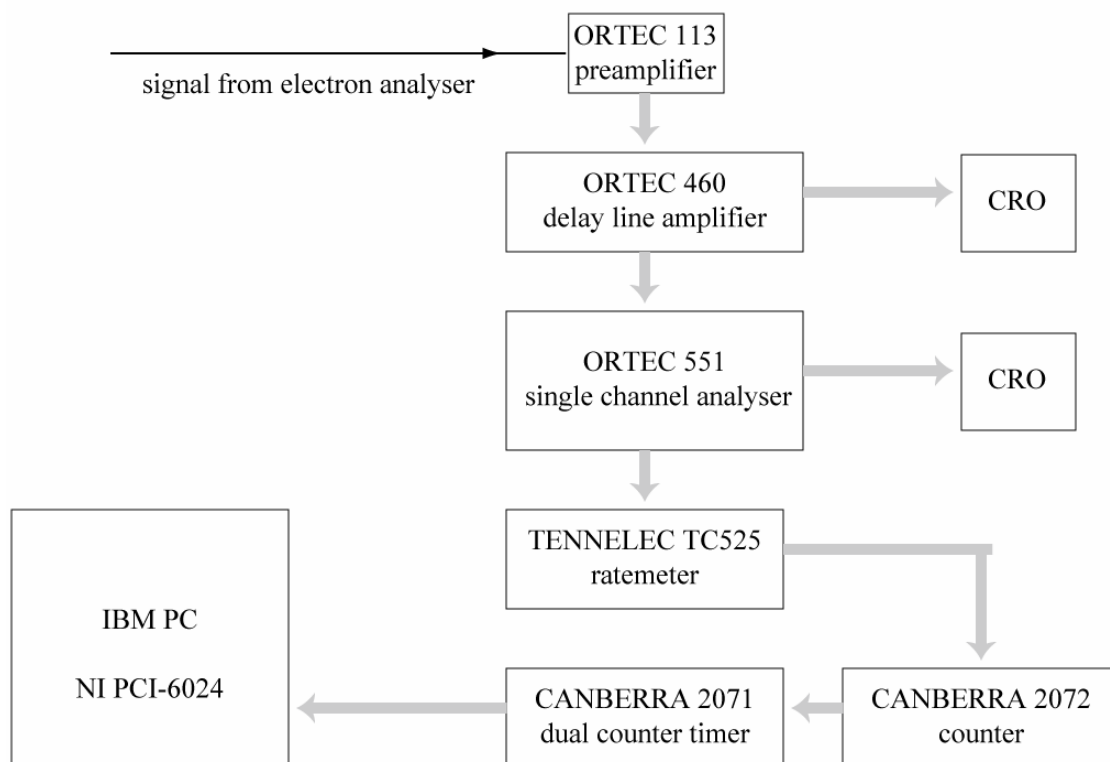 ORTEC 113
preamplifier
signal from electron analyser
ORTEC 460
delay line amplifier
CRO
ORTEC 551
single channel analyser
CRO
TENNELEC TC525
ratemeter
IBM PC
NI PCI-6024
CANBERRA 2071
dual counter timer
CANBERRA 2072
counter